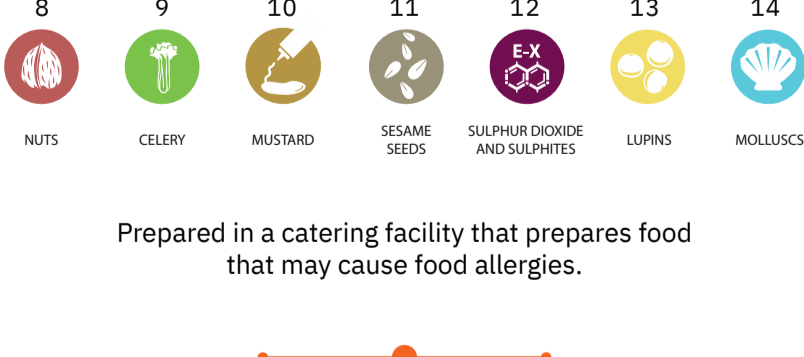 8 9 10 11 12 13 14
E-X
NUTS CELERY MUSTARD SESAME SEEDS SULPHUR DIOXIDE AND SULPHITES LUPINS MOLLUSCS
Prepared in a catering facility that prepares food
that may cause food allergies.